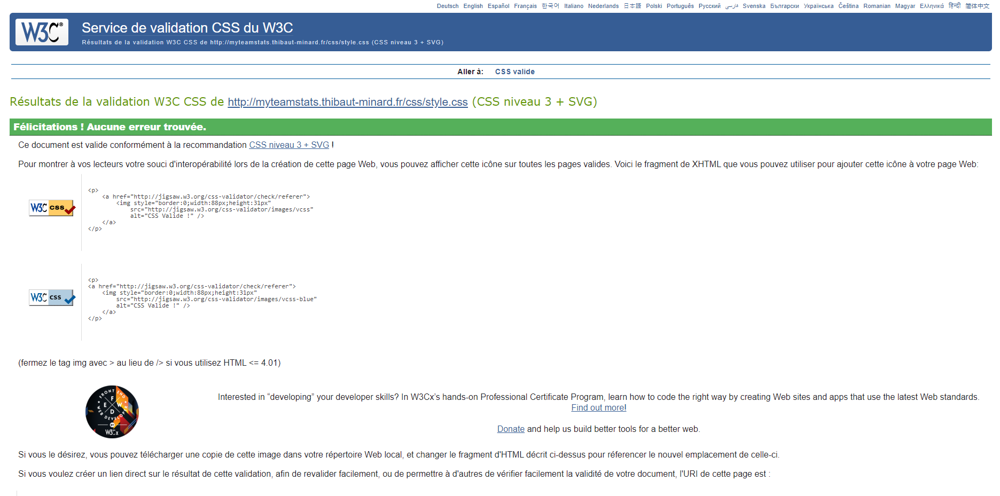 Deutsch English Español Français 한국어 Italiano Nederlands 日本語 Polski Português Русский فارسی Svenska Български Українська Čeština Romanian Magyar Ελληνικά हिन्दी 简体中文
W3C®
Service de validation CSS du W3C
Résultats de la validation W3C CSS de http://myteamstats.thibaut-minard.fr/css/style.css (CSS niveau 3 + SVG)
Aller à: CSS valide
Résultats de la validation W3C CSS de http://myteamstats.thibaut-minard.fr/css/style.css (CSS niveau 3 + SVG)
Félicitations ! Aucune erreur trouvée.
Ce document est valide conformément à la recommandation CSS niveau 3 + SVG !
Pour montrer à vos lecteurs votre souci d'interopérabilité lors de la création de cette page Web, vous pouvez afficher cette icône sur toutes les pages valides. Voici le fragment de XHTML que vous pouvez utiliser pour ajouter cette icône à votre page Web:
W3C css
<p>
<a href="http://jigsaw.w3.org/css-validator/check/referer">
<img style="border:0;width:88px;height:31px"
src="http://jigsaw.w3.org/css-validator/images/vcss"
alt="CSS Valide !" />
</a>
</p>
W3C css
<p>
<a href="http://jigsaw.w3.org/css-validator/check/referer">
<img style="border:0;width:88px;height:31px"
src="http://jigsaw.w3.org/css-validator/images/vcss-blue"
alt="CSS Valide !" />
</a>
</p>
(fermez le tag img avec > au lieu de /> si vous utilisez HTML <= 4.01)
FRONT END
F E W D
WEB DEVELOPER
BY
W3Cx
Interested in “developing” your developer skills? In W3Cx’s hands-on Professional Certificate Program, learn how to code the right way by creating Web sites and apps that use the latest Web standards.
Find out more!
Donate and help us build better tools for a better web.
Si vous le désirez, vous pouvez télécharger une copie de cette image dans votre répertoire Web local, et changer le fragment d'HTML décrit ci-dessus pour réferencer le nouvel emplacement de celle-ci.
Si vous voulez créer un lien direct sur le résultat de cette validation, afin de revalider facilement, ou de permettre à d'autres de vérifier facilement la validité de votre document, l'URI de cette page est :